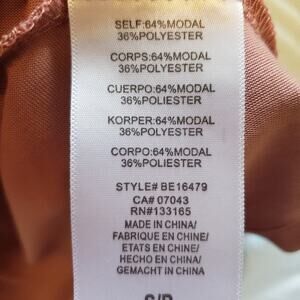 SELF:64%MODAL
36%POLYESTER
CORPS:64%MODAL
36%POLYESTER
CUERPO:64%MODAL
36%POLIESTER
KORPER:64%MODAL
36%POLYESTER
CORPO:64%MODAL
36%POLIESTER
STYLE# BE16479
CA# 07043
RN#133165
MADE IN CHINA/
FABRIQUE EN CHINE/
ETATS EN CHINE/
HECHO EN CHINA/
GEMACHT IN CHINA